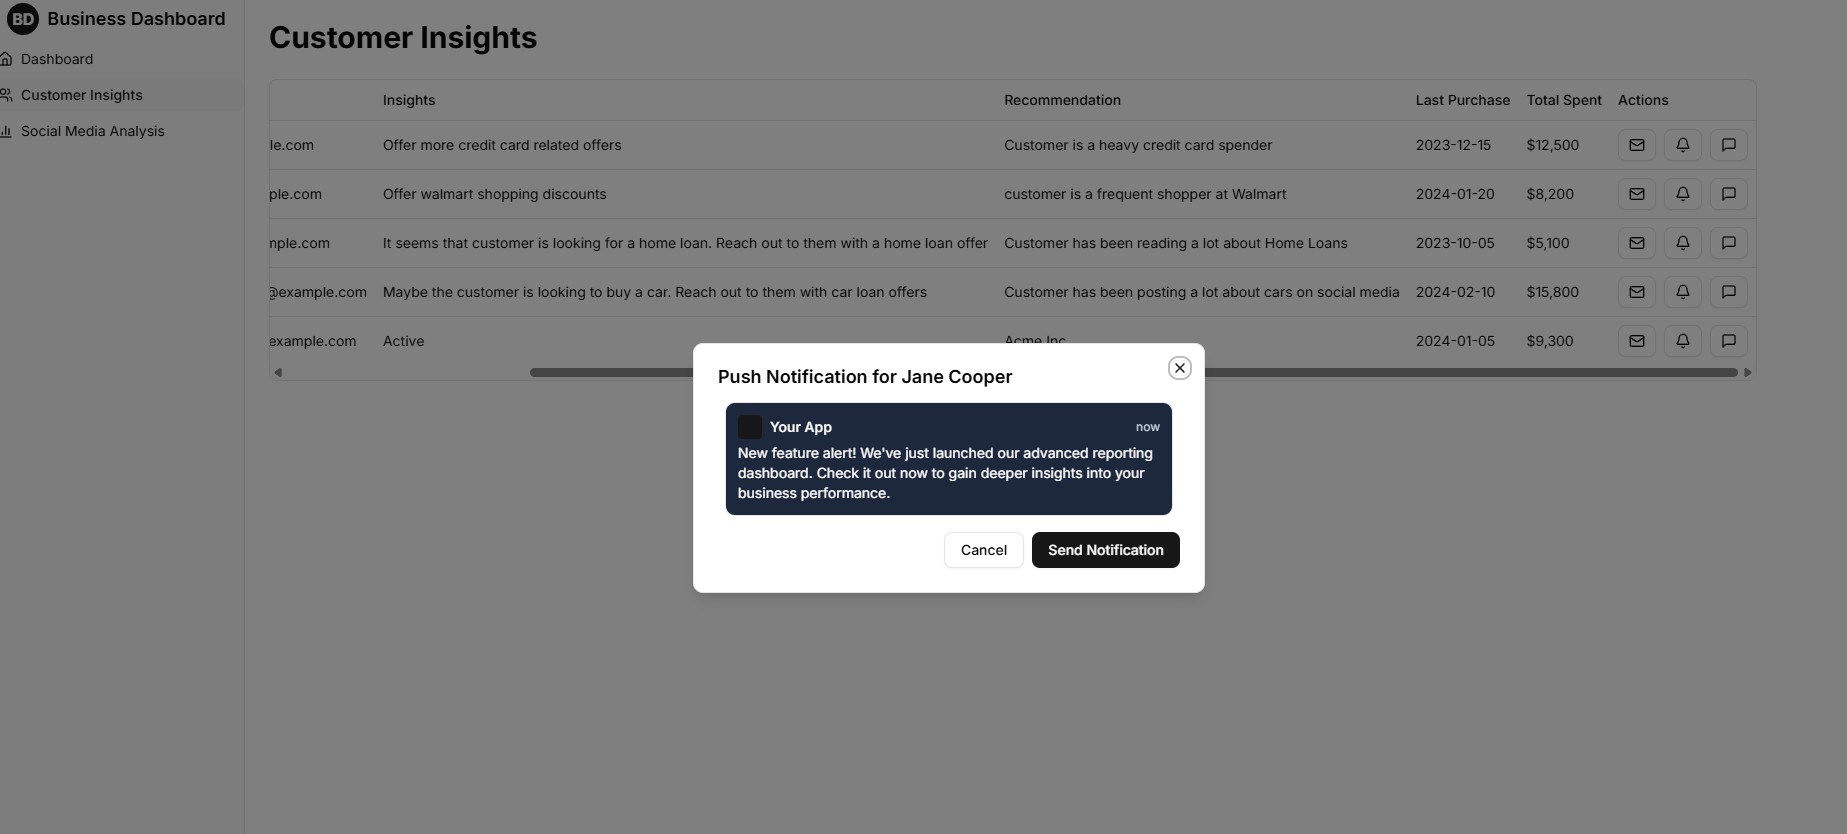 BD Business Dashboard
Dashboard
Customer Insights
Social Media Analysis
Customer Insights
Insights Recommendation Last Purchase Total Spent Actions
le.com Offer more credit card related offers Customer is a heavy credit card spender 2023-12-15 $12,500
ple.com Offer walmart shopping discounts customer is a frequent shopper at Walmart 2024-01-20 $8,200
mple.com It seems that customer is looking for a home loan. Reach out to them with a home loan offer Customer has been reading a lot about Home Loans 2023-10-05 $5,100
@example.com Maybe the customer is looking to buy a car. Reach out to them with car loan offers Customer has been posting a lot about cars on social media 2024-02-10 $15,800
example.com Active Acme Inc 2024-01-05 $9,300
Push Notification for Jane Cooper
Your App now
New feature alert! We've just launched our advanced reporting
dashboard. Check it out now to gain deeper insights into your
business performance.
Cancel Send Notification